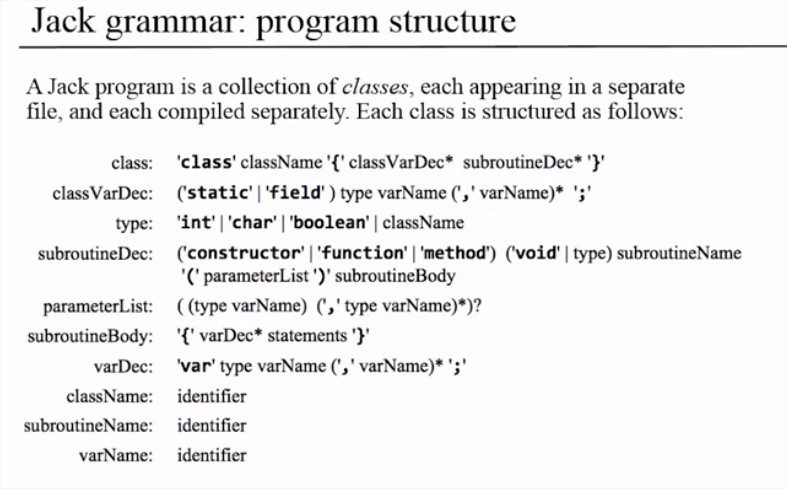 Jack grammar: program structure
A Jack program is a collection of classes, each appearing in a separate
file, and each compiled separately. Each class is structured as follows:
class: 'class' className '{' classVarDec* subroutineDec* '}'
classVarDec: ('static' | 'field' ) type varName (',' varName)* ';'
type: 'int' | 'char' | 'boolean' | className
subroutineDec: ('constructor' | 'function' | 'method') ('void' | type) subroutineName
'(' parameterList ')' subroutineBody
parameterList: ( (type varName) (',' type varName)*)?
subroutineBody: '{' varDec* statements '}'
varDec: 'var' type varName (',' varName)* ';'
className: identifier
subroutineName: identifier
varName: identifier